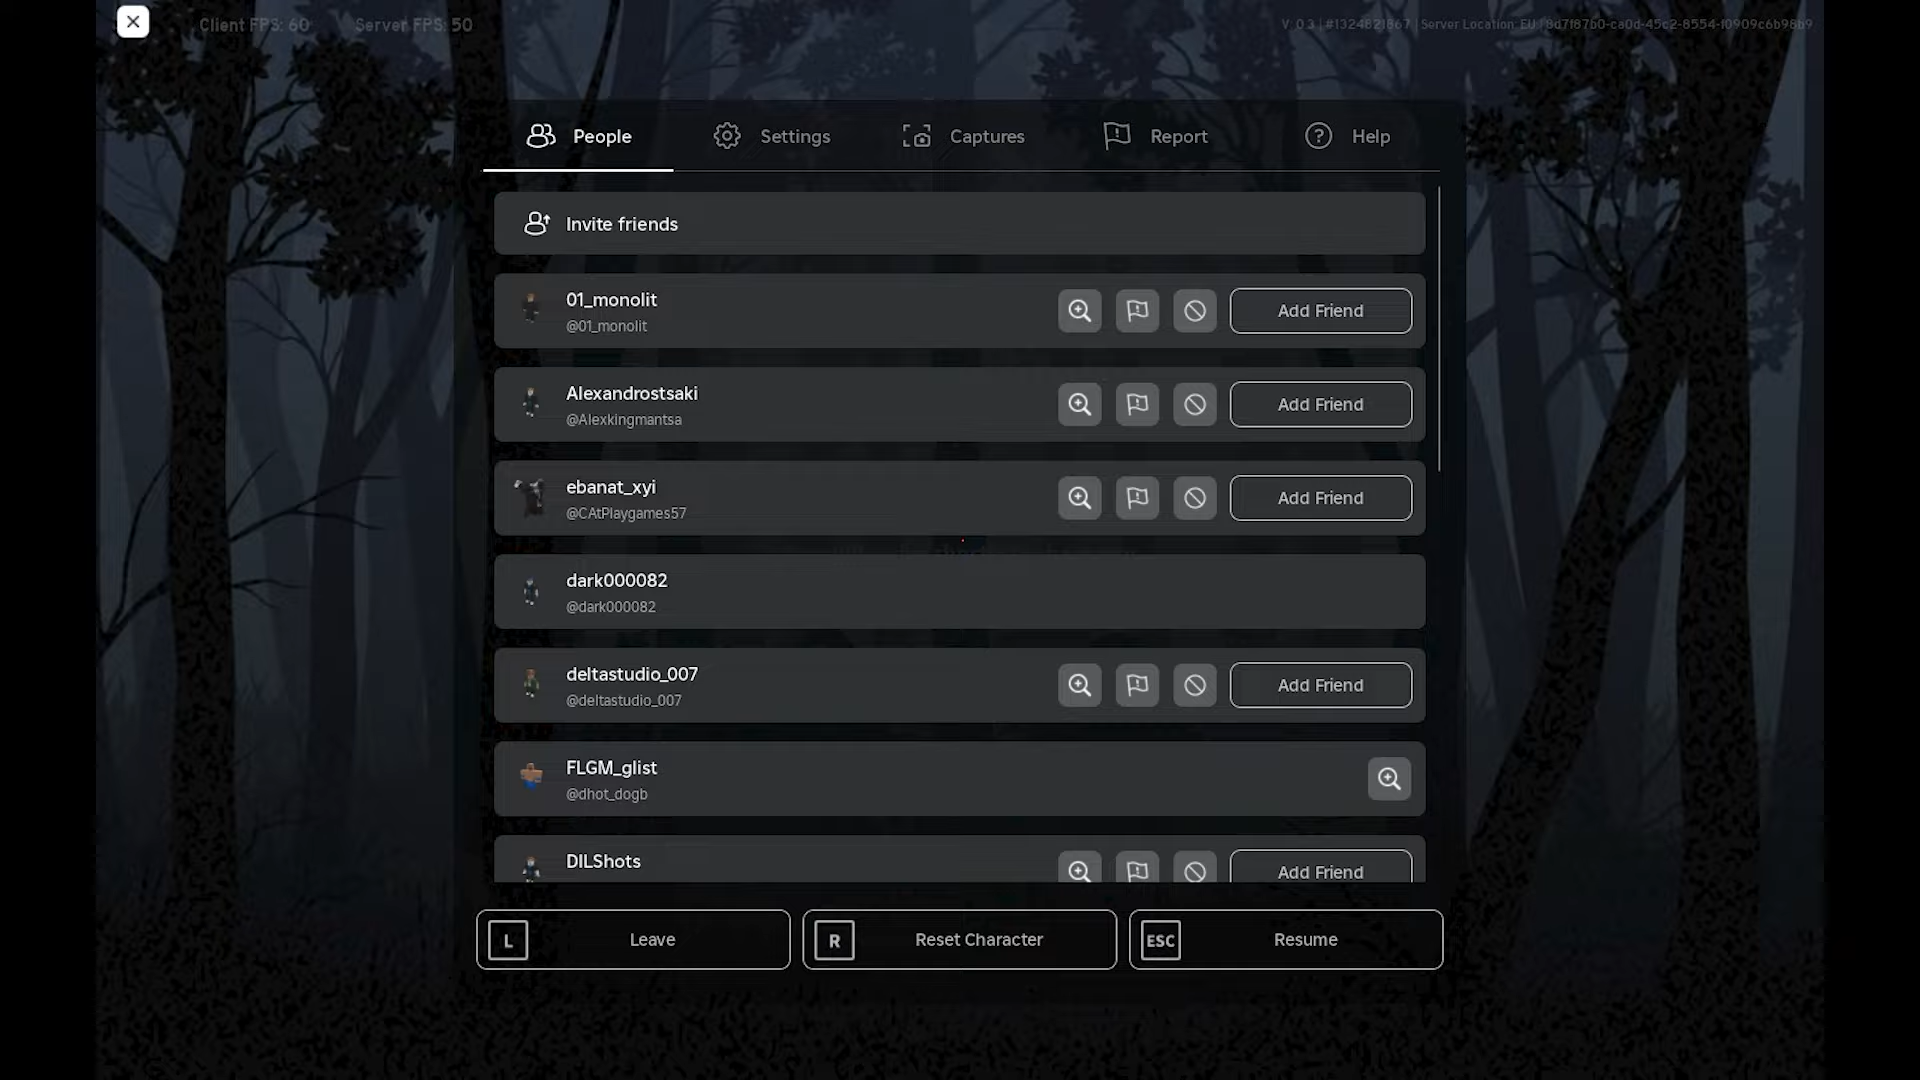 Client FPS: 60 Server FPS: 50
People Settings Captures Report Help
Invite friends
01_monolit
@01_monolit
Add Friend
Alexandrostsaki
@Alexkingmantsa
Add Friend
ebanat_xyi
@CAtPlaygames57
Add Friend
dark000082
@dark000082
deltastudio_007
@deltastudio_007
Add Friend
FLGM_glist
@dhot_dogb
DILShots
Add Friend
L Leave R Reset Character ESC Resume